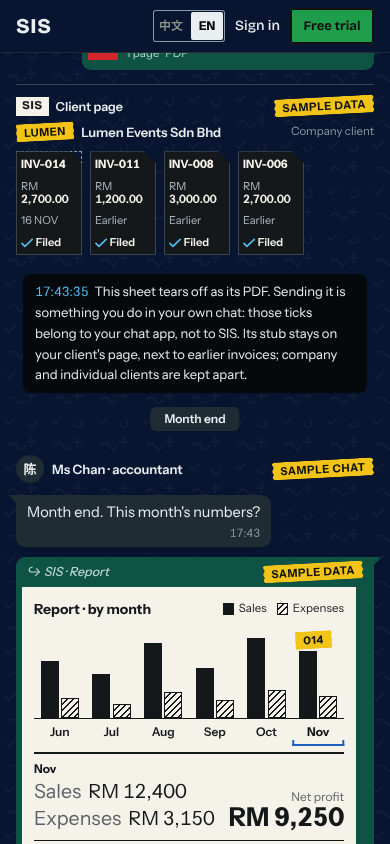 SIS
中文
EN
Sign in
Free trial
1 page PDF
SIS Client page
SAMPLE DATA
LUMEN Lumen Events Sdn Bhd
Company client
INV-014
RM
2,700.00
16 NOV
Filed
INV-011
RM
1,200.00
Earlier
Filed
INV-008
RM
3,000.00
Earlier
Filed
INV-006
RM
2,700.00
Earlier
Filed
17:43:35 This sheet tears off as its PDF. Sending it is
something you do in your own chat: those ticks
belong to your chat app, not to SIS. Its stub stays on
your client's page, next to earlier invoices; company
and individual clients are kept apart.
Month end
陈 Ms Chan · accountant
SAMPLE CHAT
Month end. This month's numbers?
17:43
SIS · Report
SAMPLE DATA
Report · by month
Sales
Expenses
014
Jun Jul Aug Sep Oct Nov
Nov
Sales RM 12,400
Expenses RM 3,150
Net profit
RM 9,250